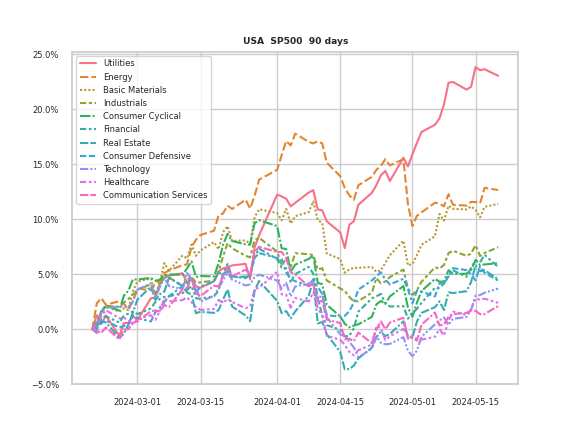 USA SP500 90 days
25.0%
20.0%
15.0%
10.0%
5.0%
0.0%
−5.0%
Utilities
Energy
Basic Materials
Industrials
Consumer Cyclical
Financial
Real Estate
Consumer Defensive
Technology
Healthcare
Communication Services
2024-03-01
2024-03-15
2024-04-01
2024-04-15
2024-05-01
2024-05-15